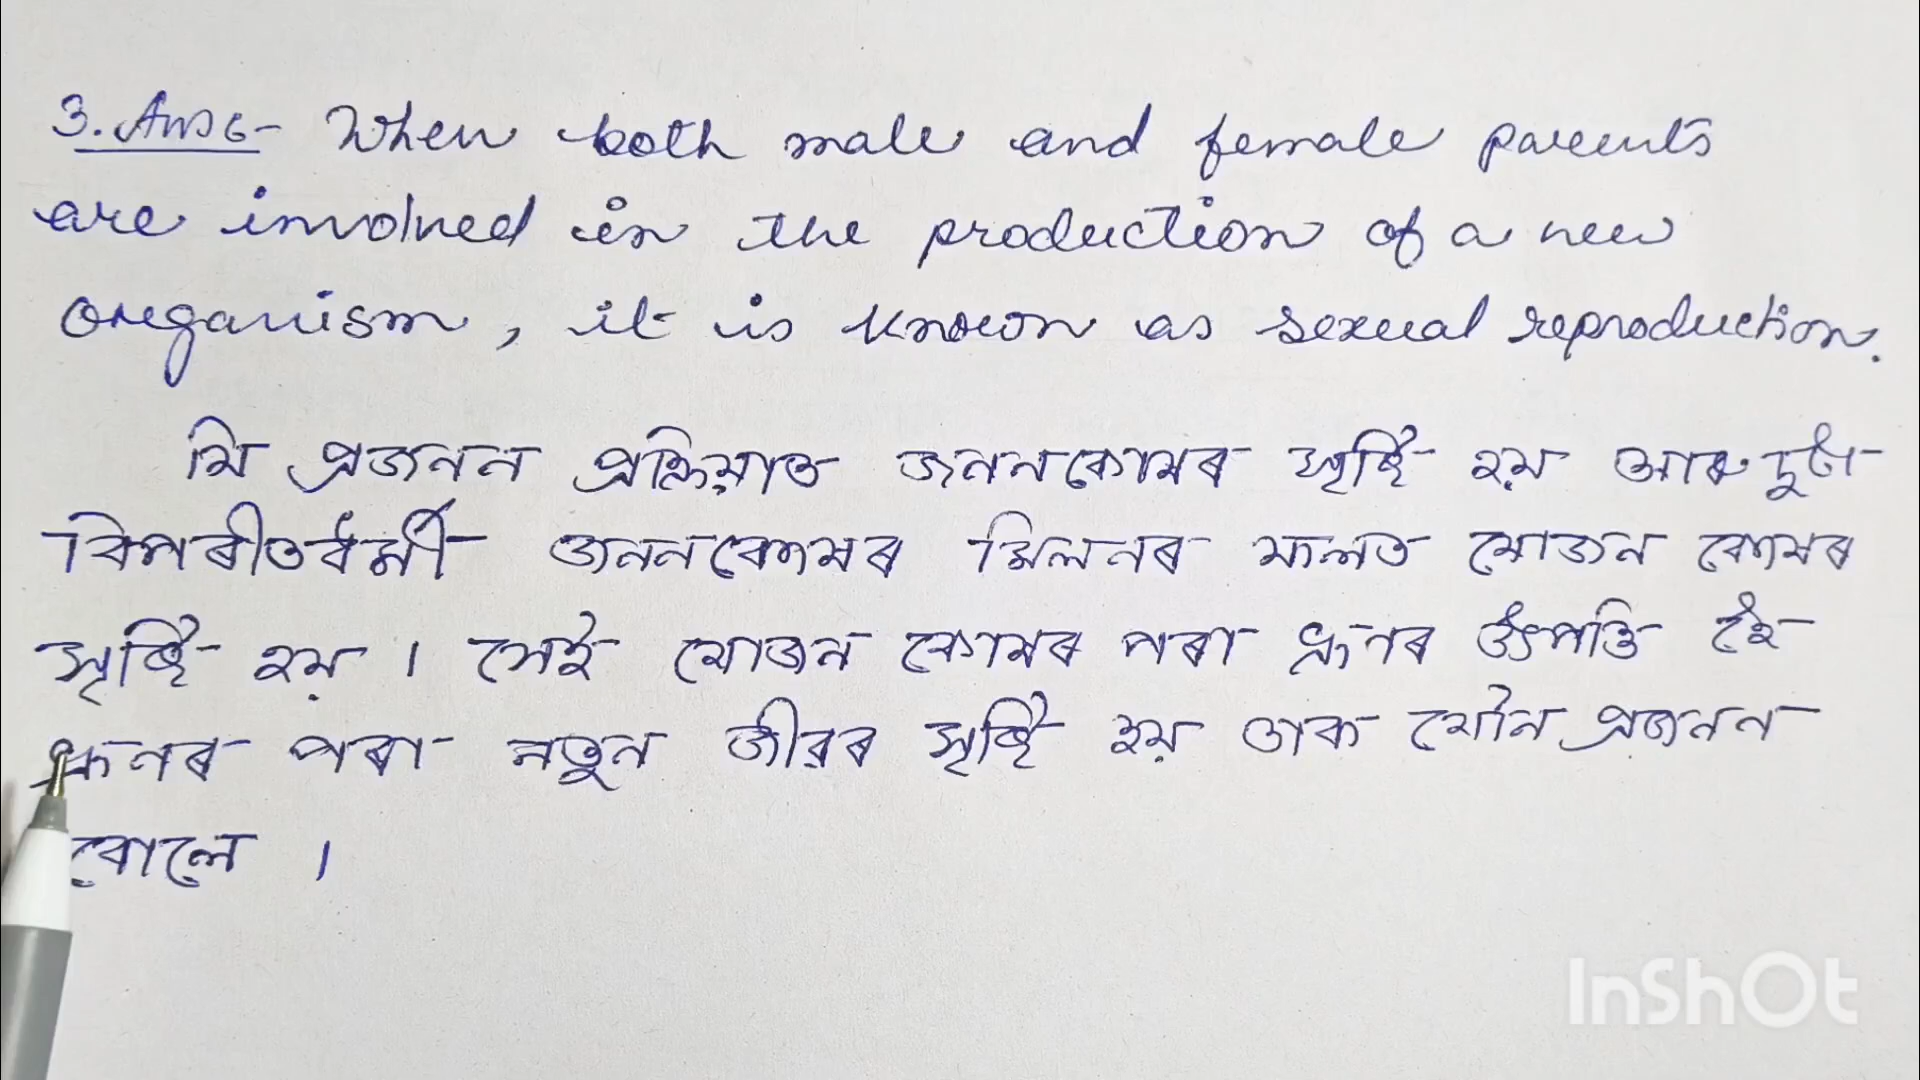 3. Ans:- When both male and female parents
are involved in the production of a new
organism, it is known as sexual reproduction.
যি প্ৰজনন প্ৰক্ৰিয়াত জননকোষৰ সৃষ্টি হয় আৰু দুটা
বিপৰীতধৰ্মী জননকোষৰ মিলনৰ ফলত যোজন কোষৰ
সৃষ্টি হয় । সেই যোজন কোষৰ পৰা ভ্ৰূণৰ উৎপত্তি হৈ
ভ্ৰূণৰ পৰা নতুন জীৱৰ সৃষ্টি হয় তাক যৌন প্ৰজনন
বোলে ।
InShOt